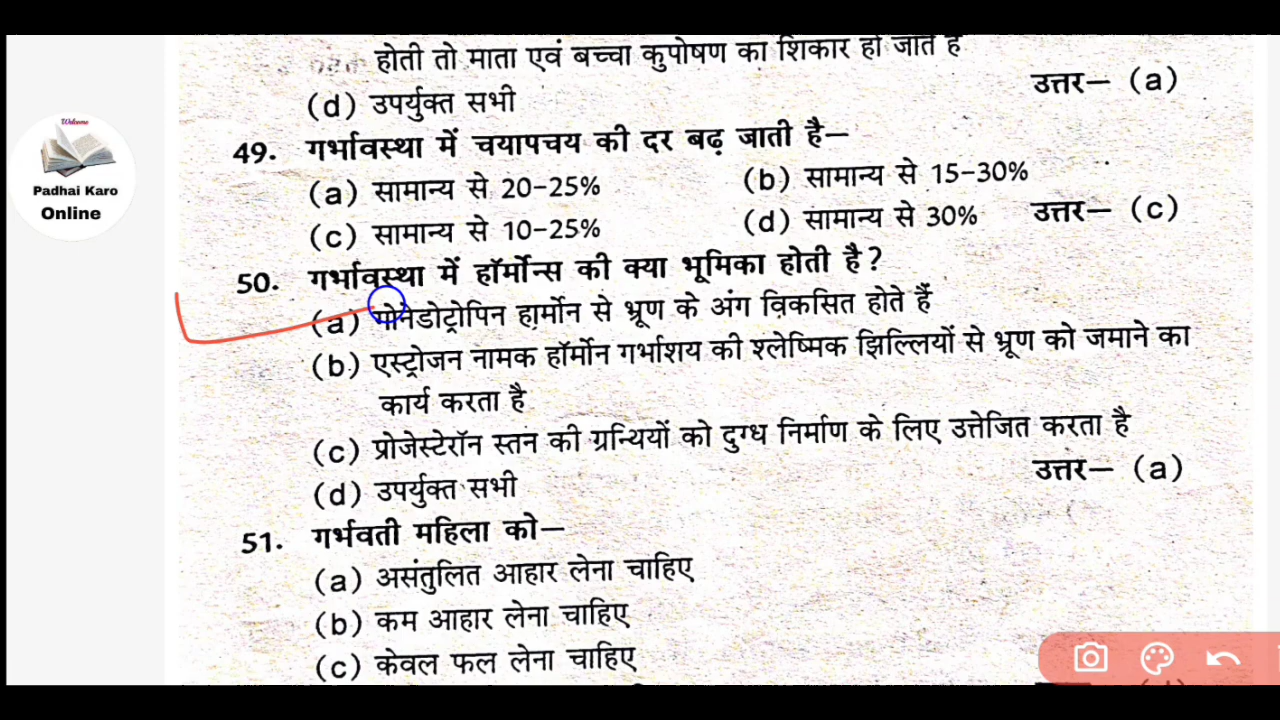 होती तो माता एवं बच्चा कुपोषण का शिकार हो जाते हैं
(d) उपर्युक्त सभी
उत्तर– (a)
Welcome
Padhai Karo
Online
49. गर्भावस्था में चयापचय की दर बढ़ जाती है–
(a) सामान्य से 20-25% (b) सामान्य से 15-30%
(c) सामान्य से 10-25% (d) सामान्य से 30% उत्तर– (c)
50. गर्भावस्था में हॉर्मोन्स की क्या भूमिका होती है?
(a) गोनेडोट्रोपिन हार्मोन से भ्रूण के अंग विकसित होते हैं
(b) एस्ट्रोजन नामक हॉर्मोन गर्भाशय की श्लेष्मिक झिल्लियों से भ्रूण को जमाने का
कार्य करता है
(c) प्रोजेस्टेरॉन स्तन की ग्रन्थियों को दुग्ध निर्माण के लिए उत्तेजित करता है
(d) उपर्युक्त सभी उत्तर– (a)
51. गर्भवती महिला को–
(a) असंतुलित आहार लेना चाहिए
(b) कम आहार लेना चाहिए
(c) केवल फल लेना चाहिए